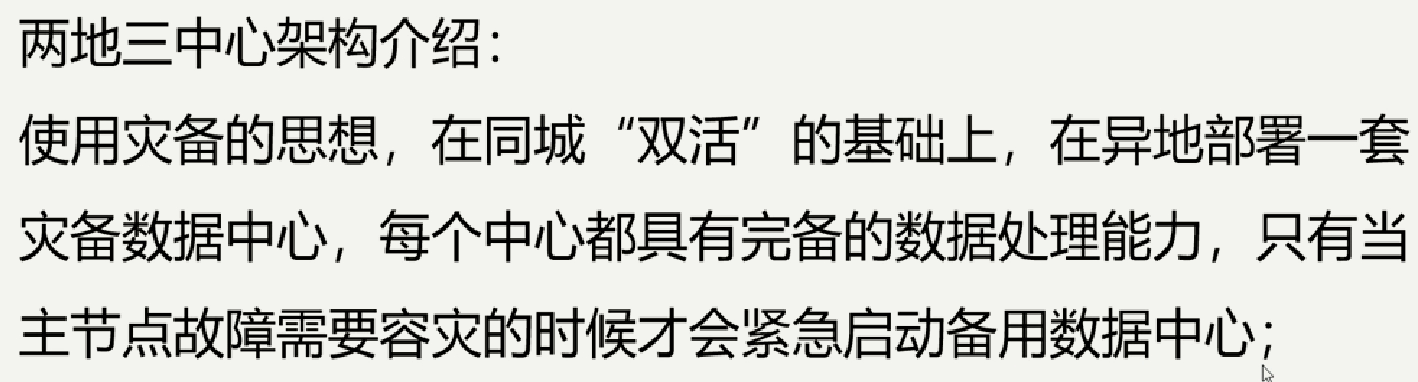 两地三中心架构介绍：
使用灾备的思想，在同城“双活”的基础上，在异地部署一套
灾备数据中心，每个中心都具有完备的数据处理能力，只有当
主节点故障需要容灾的时候才会紧急启动备用数据中心；